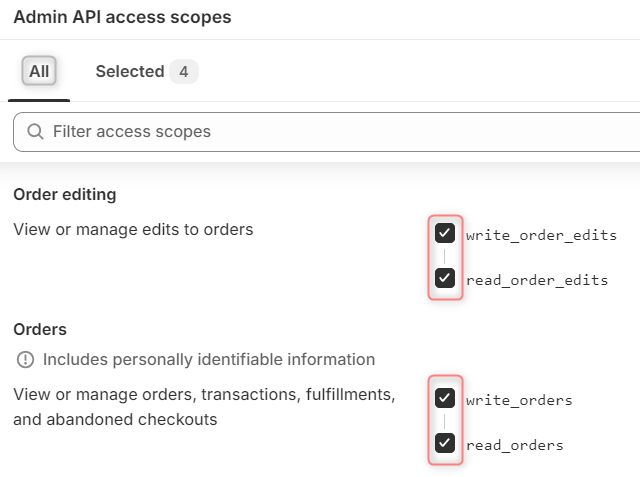 Admin API access scopes
All Selected 4
Filter access scopes
Order editing
View or manage edits to orders
write_order_edits
read_order_edits
Orders
Includes personally identifiable information
View or manage orders, transactions, fulfillments,
and abandoned checkouts
write_orders
read_orders